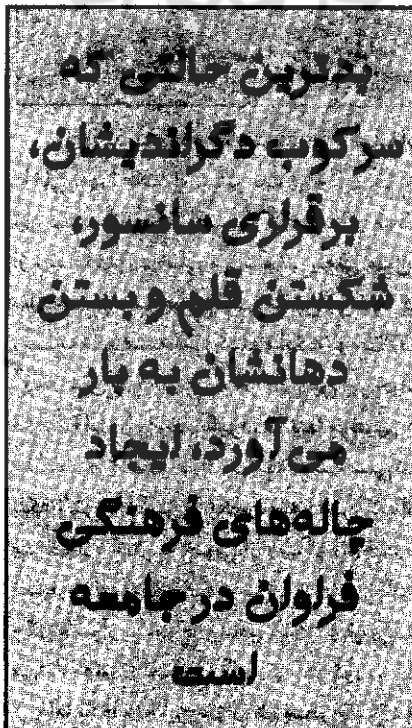 بدترین حالتی که
سرکوب دگراندیشان،
برقراری سانسور،
شکستن قلم و بستن
دهانشان به بار
می‌آورد، ایجاد
چاله‌های فرهنگی
فراوان در جامعه
است